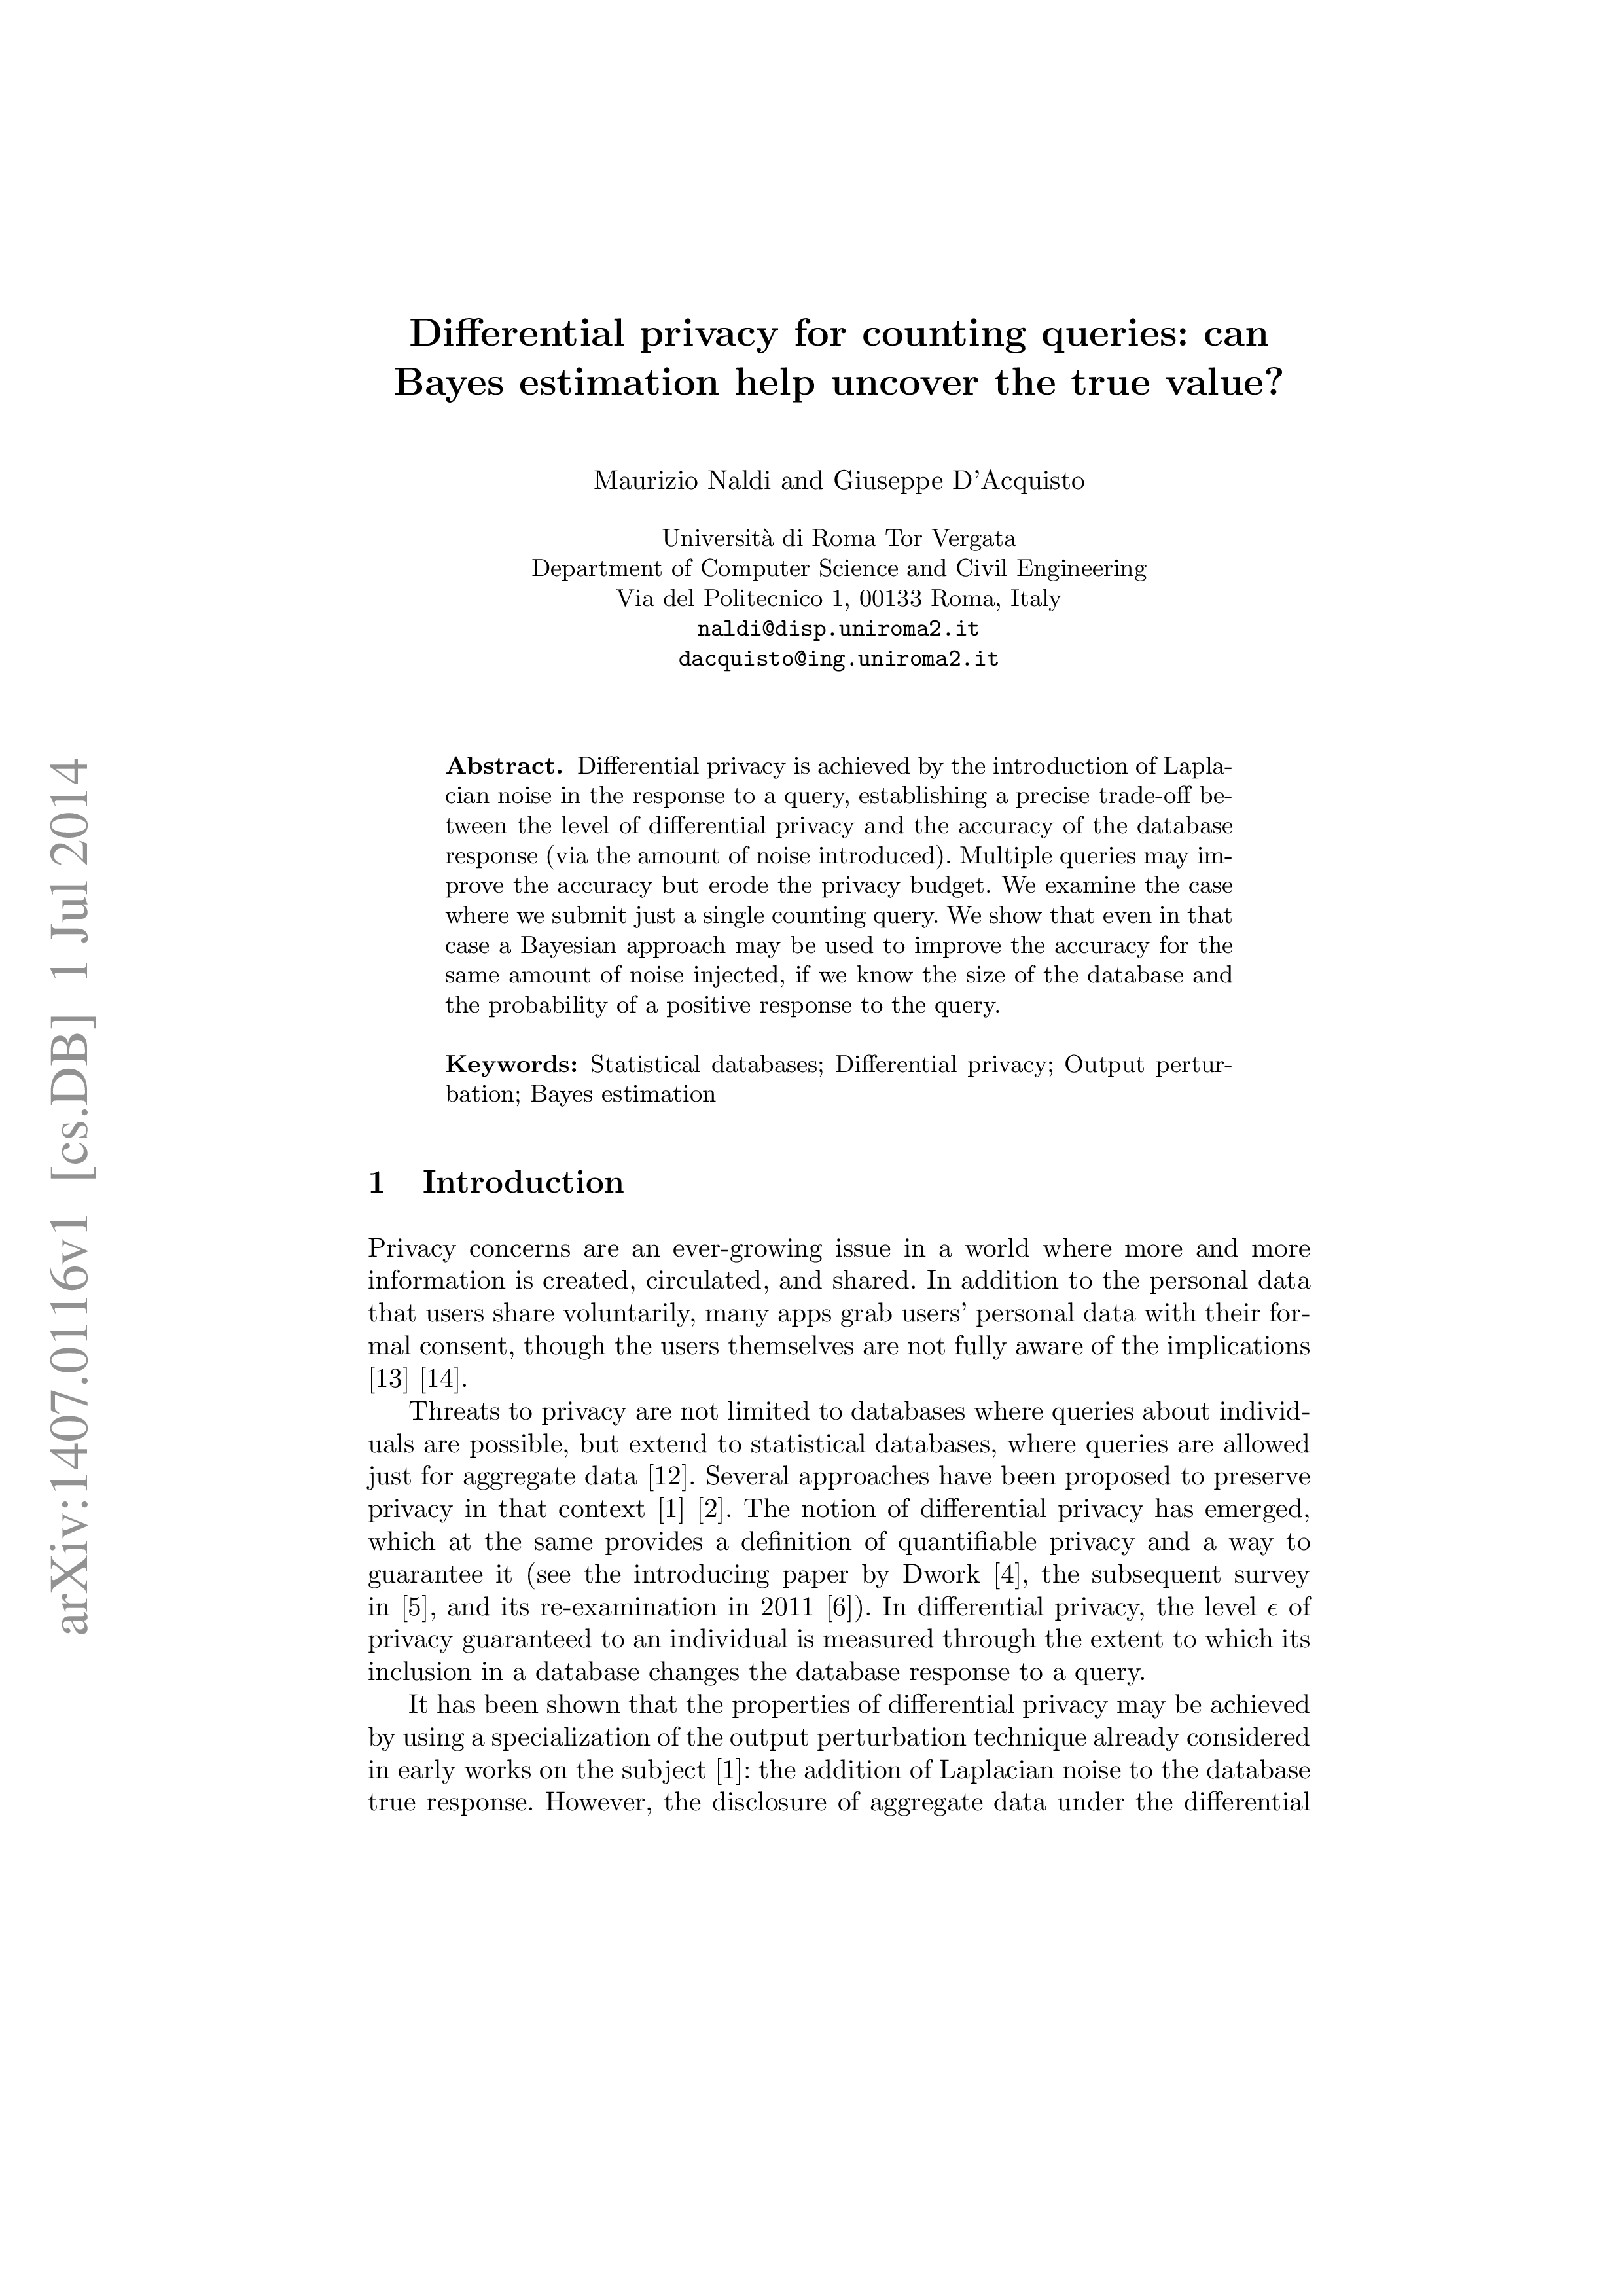 Differential privacy for counting queries: can
Bayes estimation help uncover the true value?
Maurizio Naldi and Giuseppe D'Acquisto
Università di Roma Tor Vergata
Department of Computer Science and Civil Engineering
Via del Politecnico 1, 00133 Roma, Italy
naldi@disp.uniroma2.it
dacquisto@ing.uniroma2.it
Abstract. Differential privacy is achieved by the introduction of Lapla-
cian noise in the response to a query, establishing a precise trade-off be-
tween the level of differential privacy and the accuracy of the database
response (via the amount of noise introduced). Multiple queries may im-
prove the accuracy but erode the privacy budget. We examine the case
where we submit just a single counting query. We show that even in that
case a Bayesian approach may be used to improve the accuracy for the
same amount of noise injected, if we know the size of the database and
the probability of a positive response to the query.
Keywords: Statistical databases; Differential privacy; Output pertur-
bation; Bayes estimation
1 Introduction
Privacy concerns are an ever-growing issue in a world where more and more
information is created, circulated, and shared. In addition to the personal data
that users share voluntarily, many apps grab users' personal data with their for-
mal consent, though the users themselves are not fully aware of the implications
[13] [14].
Threats to privacy are not limited to databases where queries about individ-
uals are possible, but extend to statistical databases, where queries are allowed
just for aggregate data [12]. Several approaches have been proposed to preserve
privacy in that context [1] [2]. The notion of differential privacy has emerged,
which at the same provides a definition of quantifiable privacy and a way to
guarantee it (see the introducing paper by Dwork [4], the subsequent survey
in [5], and its re-examination in 2011 [6]). In differential privacy, the level ϵ of
privacy guaranteed to an individual is measured through the extent to which its
inclusion in a database changes the database response to a query.
It has been shown that the properties of differential privacy may be achieved
by using a specialization of the output perturbation technique already considered
in early works on the subject [1]: the addition of Laplacian noise to the database
true response. However, the disclosure of aggregate data under the differential
arXiv:1407.0116v1 [cs.DB] 1 Jul 2014